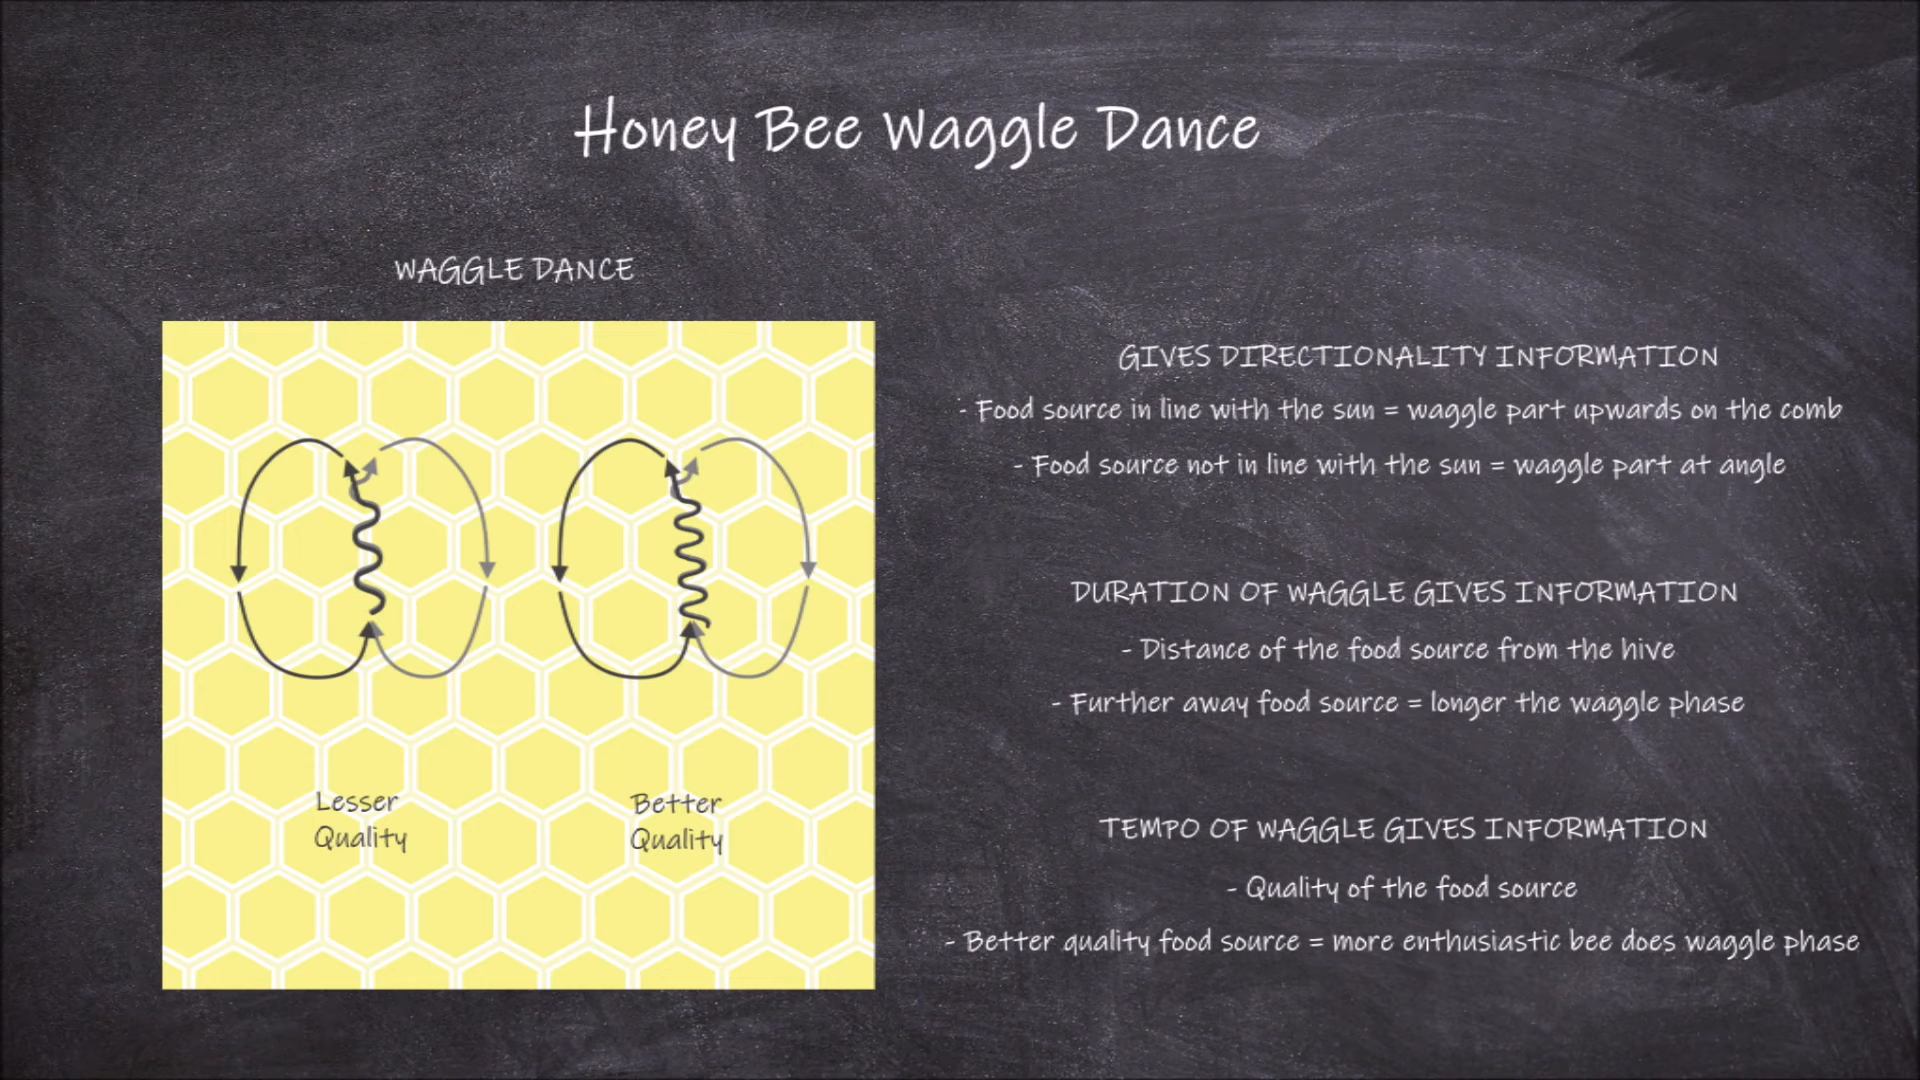 Honey Bee Waggle Dance
WAGGLE DANCE
Lesser
Quality
Better
Quality
GIVES DIRECTIONALITY INFORMATION
- Food source in line with the sun = waggle part upwards on the comb
- Food source not in line with the sun = waggle part at angle
DURATION OF WAGGLE GIVES INFORMATION
- Distance of the food source from the hive
- Further away food source = longer the waggle phase
TEMPO OF WAGGLE GIVES INFORMATION
- Quality of the food source
- Better quality food source = more enthusiastic bee does waggle phase